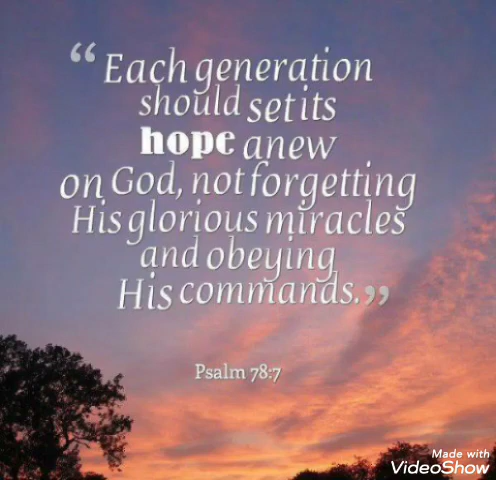 “ Each generation
should set its
hope anew
on God, not forgetting
His glorious miracles
and obeying
His commands.”
Psalm 78:7
Made with
VideoShow